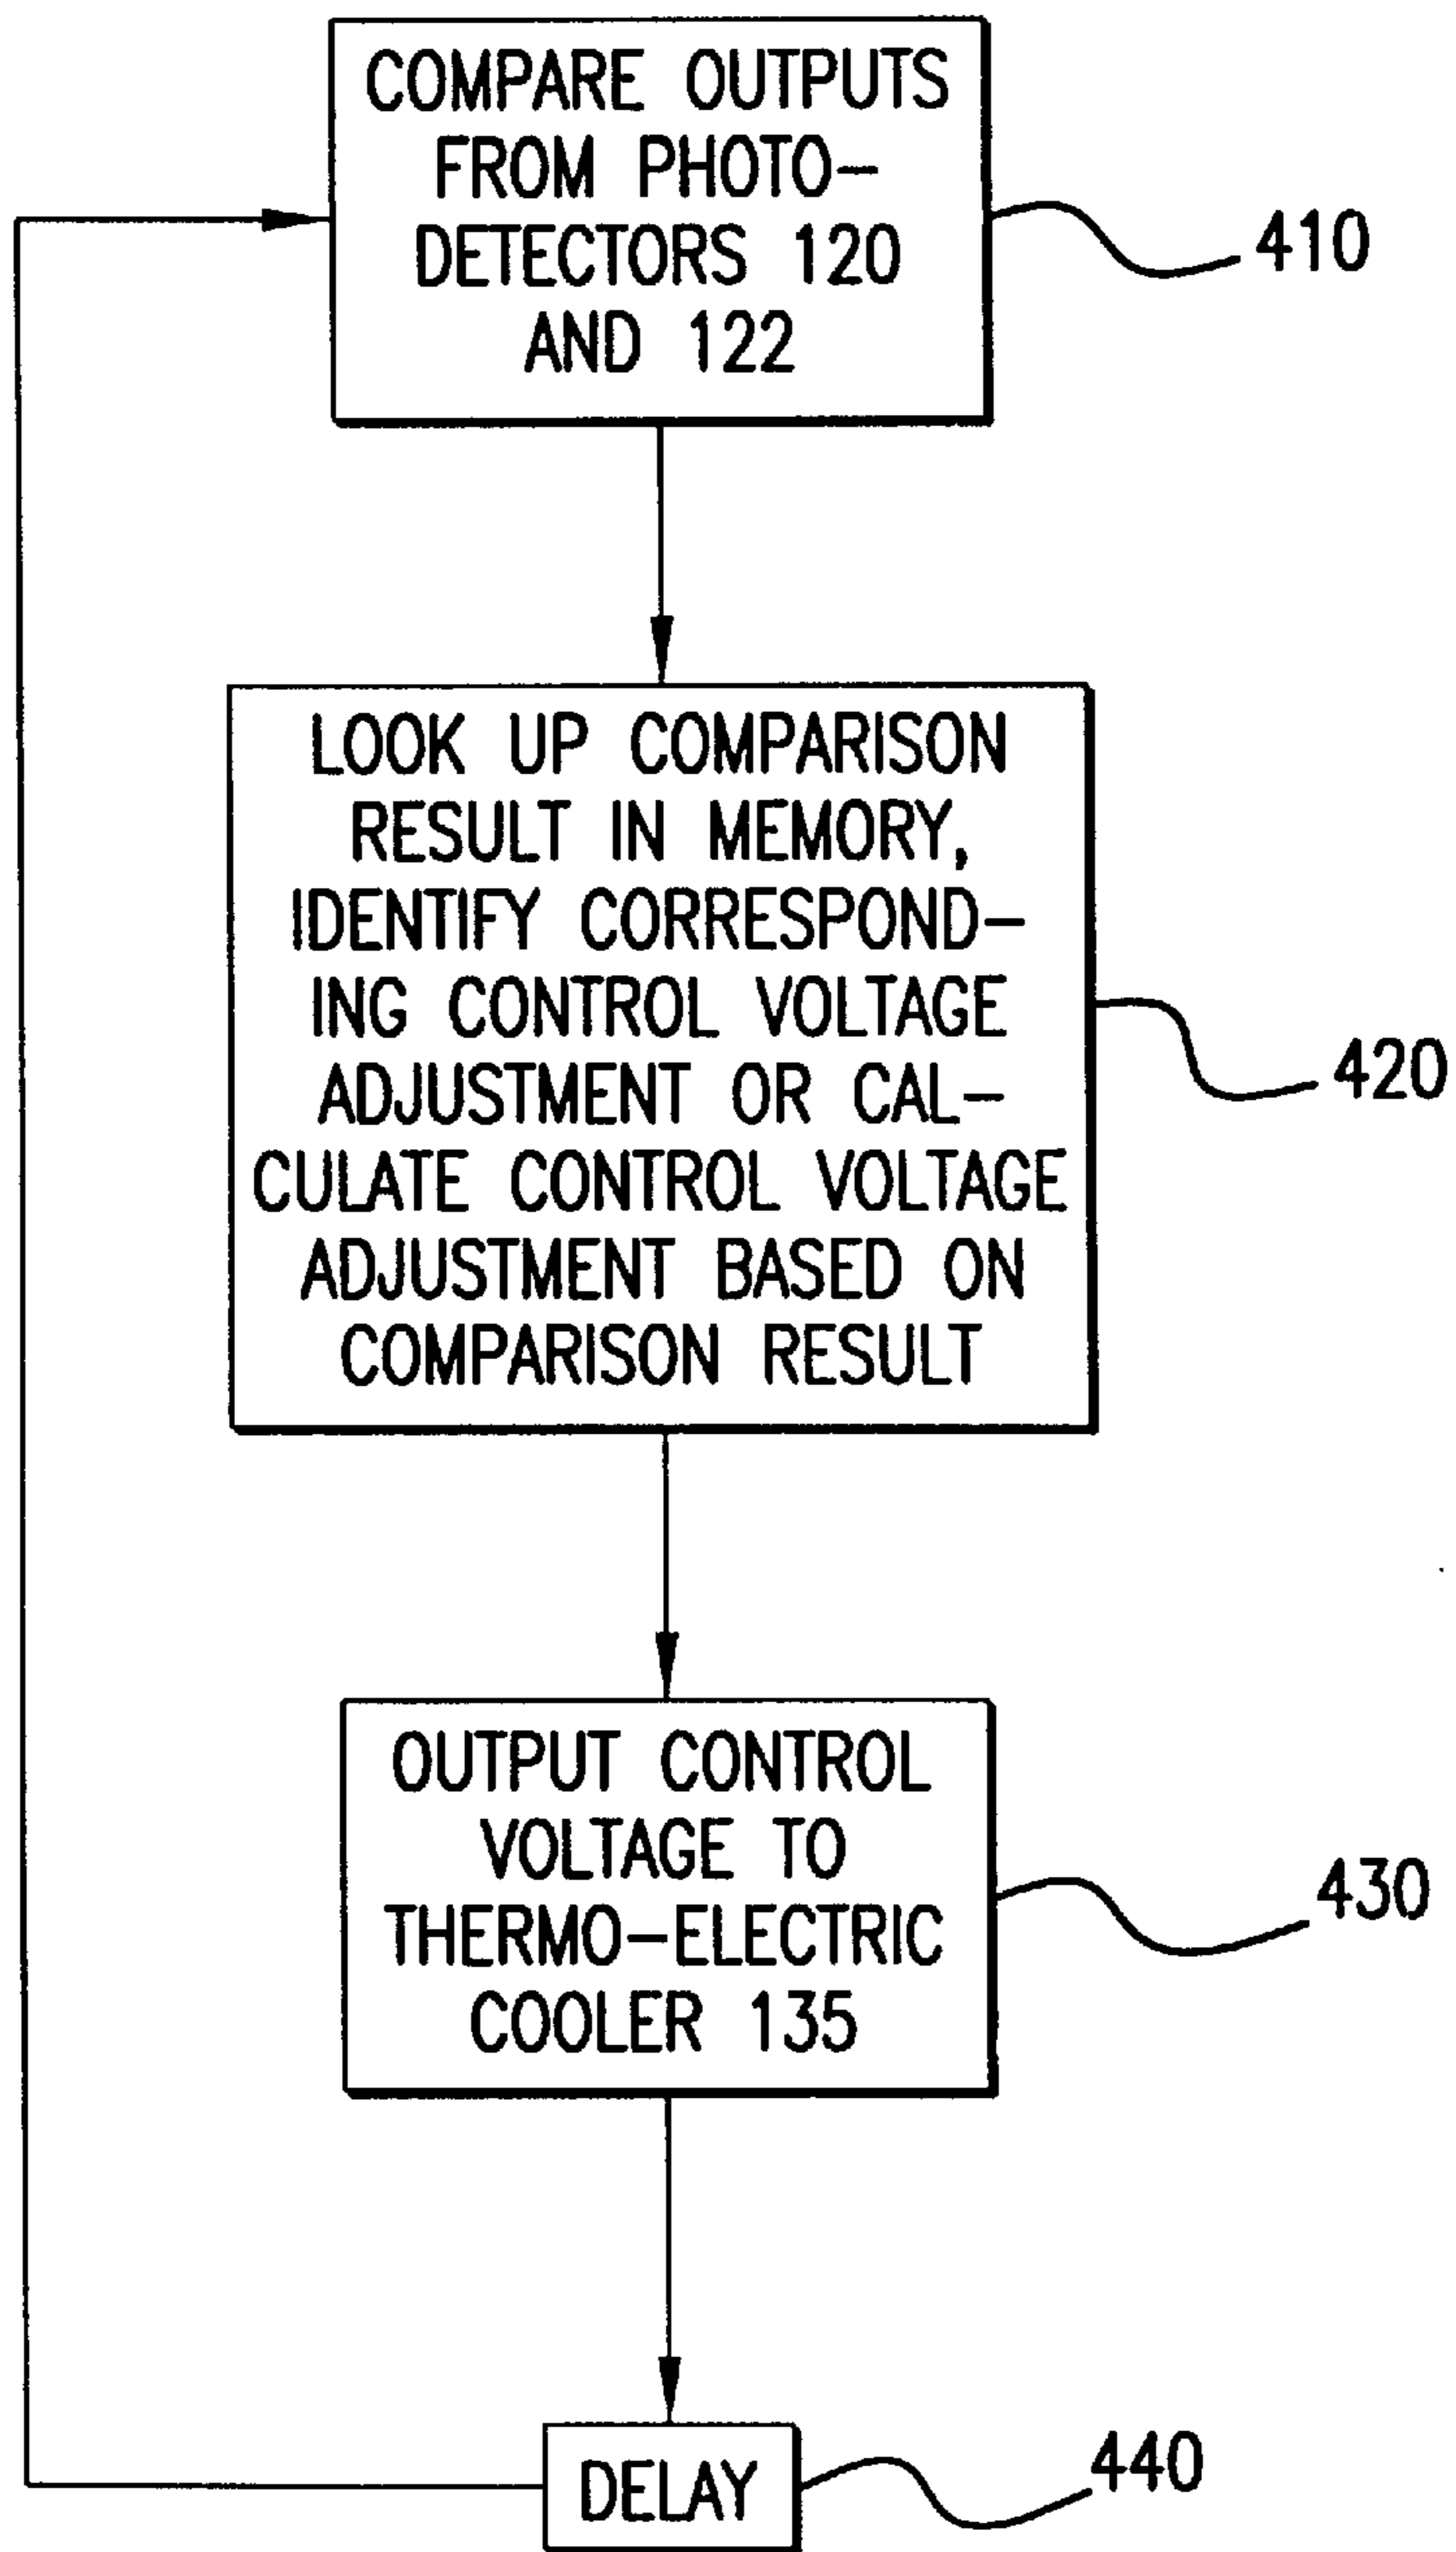 COMPARE OUTPUTS
FROM PHOTO-
DETECTORS 120
AND 122
410
LOOK UP COMPARISON
RESULT IN MEMORY,
IDENTIFY CORRESPOND-
ING CONTROL VOLTAGE
ADJUSTMENT OR CAL-
CULATE CONTROL VOLTAGE
ADJUSTMENT BASED ON
COMPARISON RESULT
420
OUTPUT CONTROL
VOLTAGE TO
THERMO-ELECTRIC
COOLER 135
430
DELAY
440